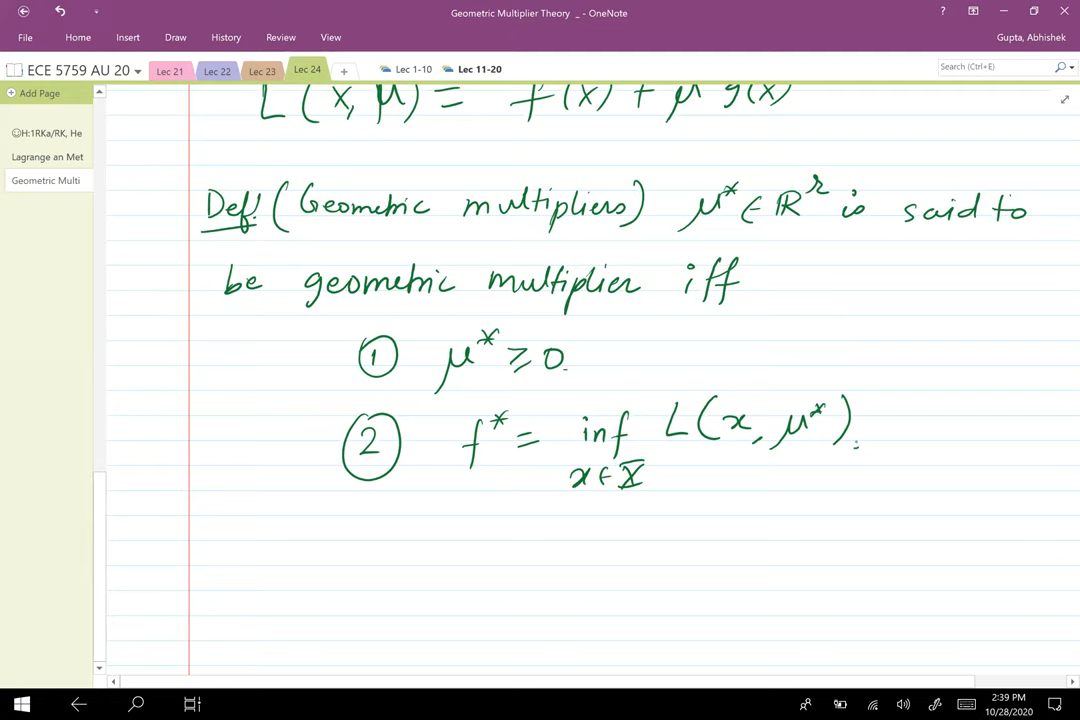 Geometric Multiplier Theory _ - OneNote
File Home Insert Draw History Review View
Gupta, Abhishek
ECE 5759 AU 20 Lec 21 Lec 22 Lec 23 Lec 24 Lec 1-10 Lec 11-20
Search (Ctrl+E)
Add Page
☺H:1RKa/RK, He
Lagrange an Met
Geometric Multi
L(x, μ) = f(x) + μ g(x)
Def! (Geometric multipliers) μ* ∈ ℝ^r is said to
be geometric multiplier iff
① μ* ≥ 0.
② f* = inf L(x, μ*).
x ∈ X
2:39 PM
10/28/2020